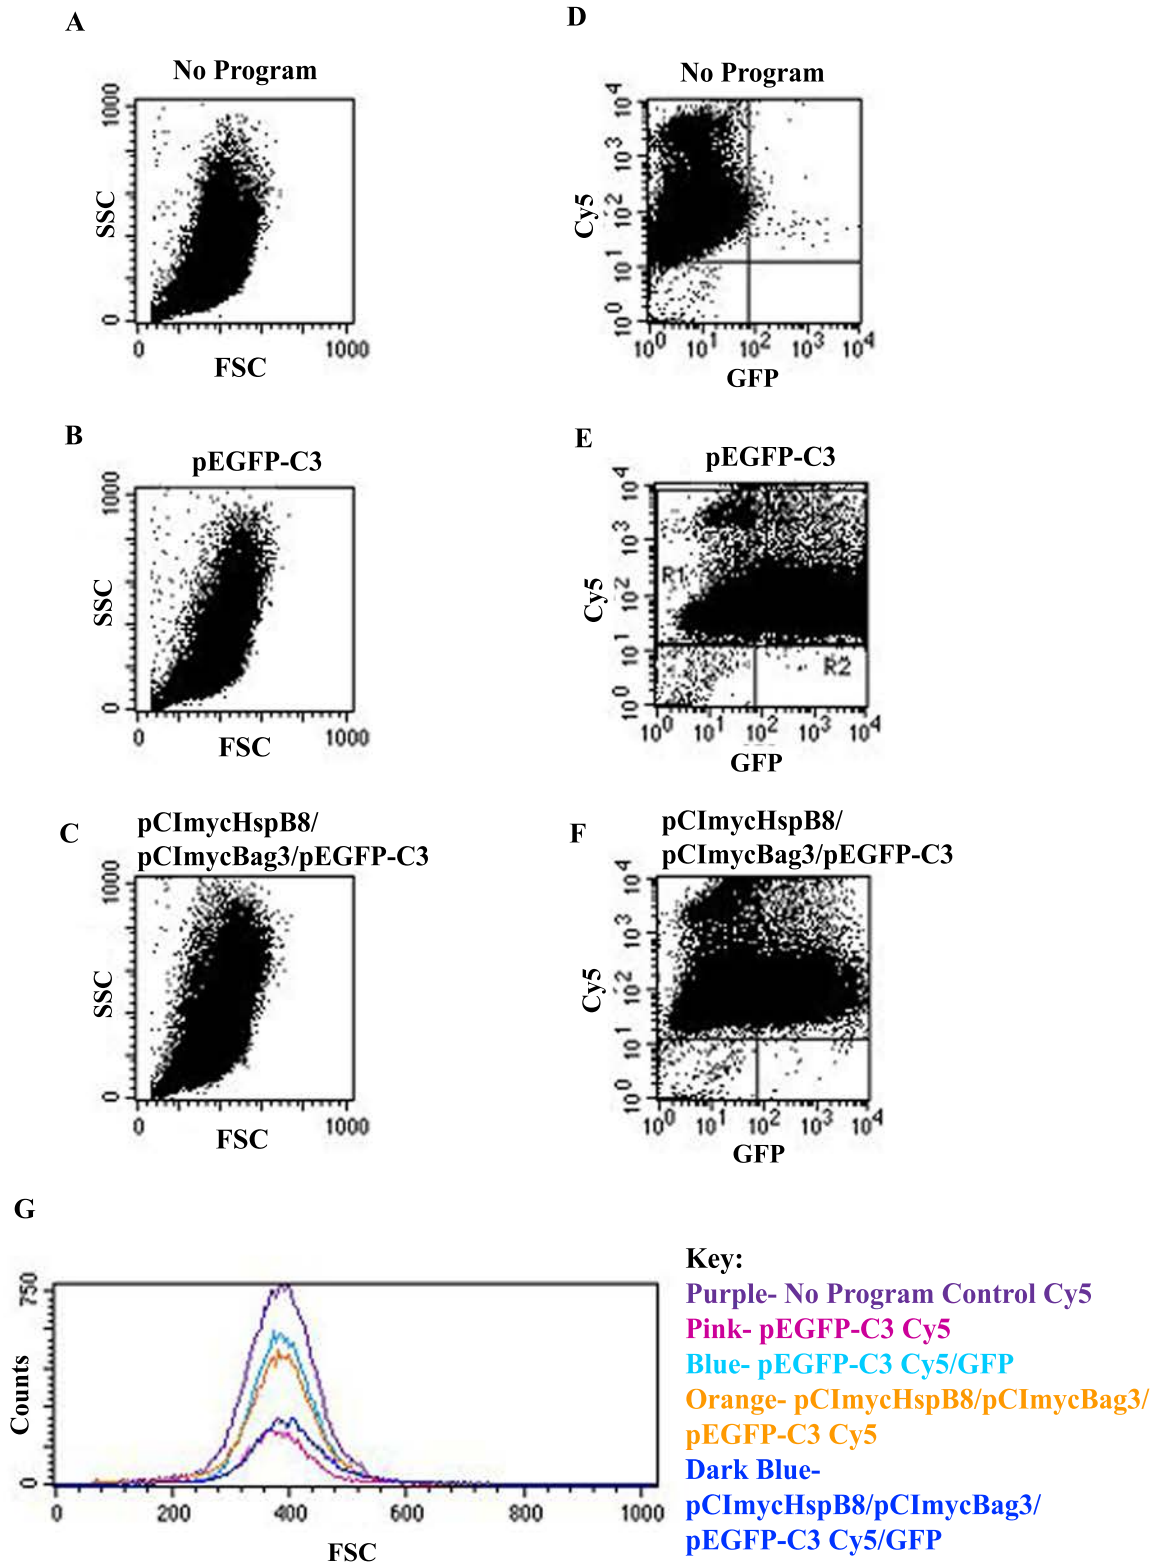 A
No Program
1000
SSC
0
0
1000
FSC
D
No Program
10^4
10^3
Cy5
10^2
10^1
10^0
10^0 10^1 10^2 10^3 10^4
GFP
B
pEGFP-C3
1000
SSC
0
0
1000
FSC
E
pEGFP-C3
10^4
10^3
R1
Cy5
10^2
10^1
R2
10^0
10^0 10^1 10^2 10^3 10^4
GFP
C
pCImycHspB8/
pCImycBag3/pEGFP-C3
1000
SSC
0
0
1000
FSC
F
pCImycHspB8/
pCImycBag3/pEGFP-C3
10^4
10^3
Cy5
10^2
10^1
10^0
10^0 10^1 10^2 10^3 10^4
GFP
G
750
Counts
0
0 200 400 600 800 1000
FSC
Key:
Purple- No Program Control Cy5
Pink- pEGFP-C3 Cy5
Blue- pEGFP-C3 Cy5/GFP
Orange- pCImycHspB8/pCImycBag3/
pEGFP-C3 Cy5
Dark Blue-
pCImycHspB8/pCImycBag3/
pEGFP-C3 Cy5/GFP